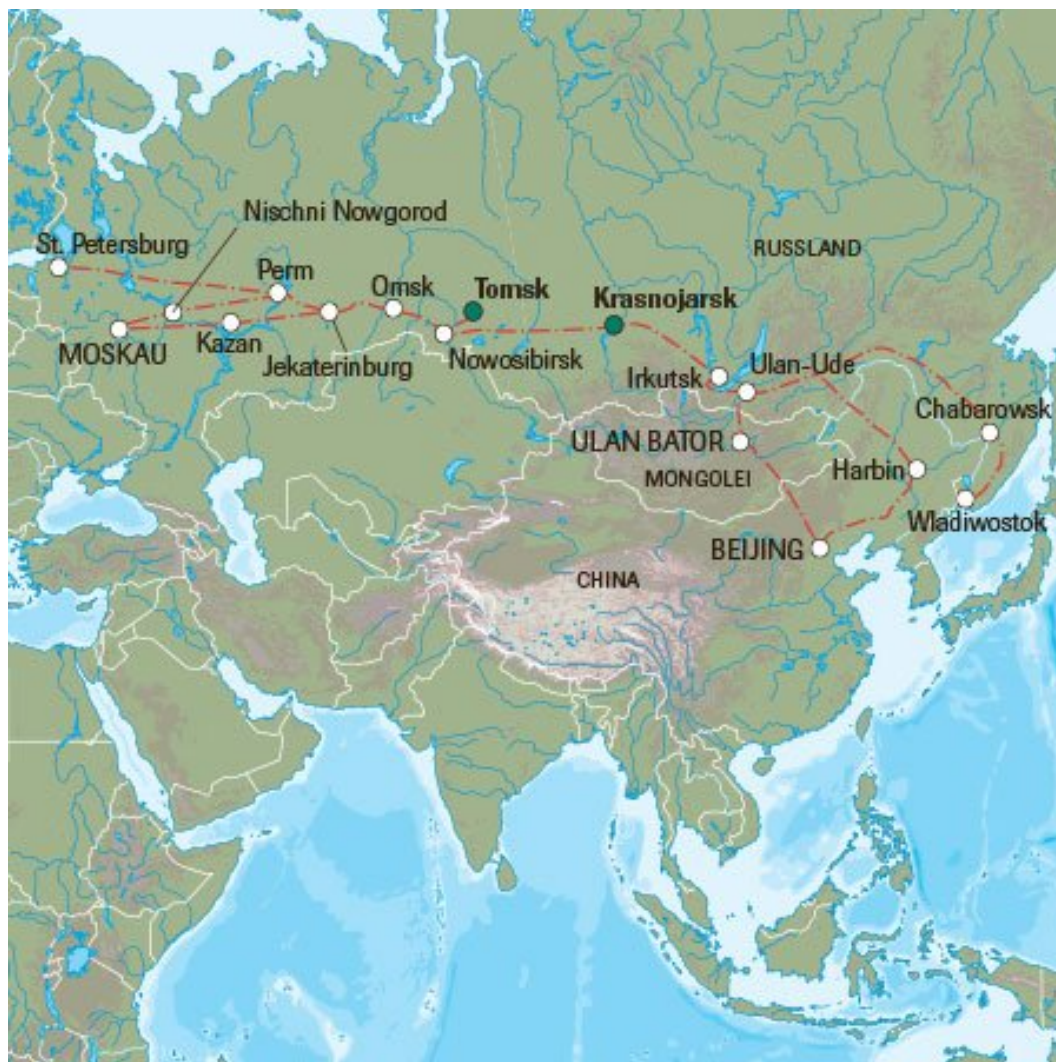 Nischni Nowgorod
St. Petersburg
RUSSLAND
Perm
Omsk
Tomsk
Krasnojarsk
MOSKAU
Kazan
Jekaterinburg
Nowosibirsk
Irkutsk
Ulan-Ude
Chabarowsk
ULAN BATOR
MONGOLEI
Harbin
Wladiwostok
BEIJING
CHINA